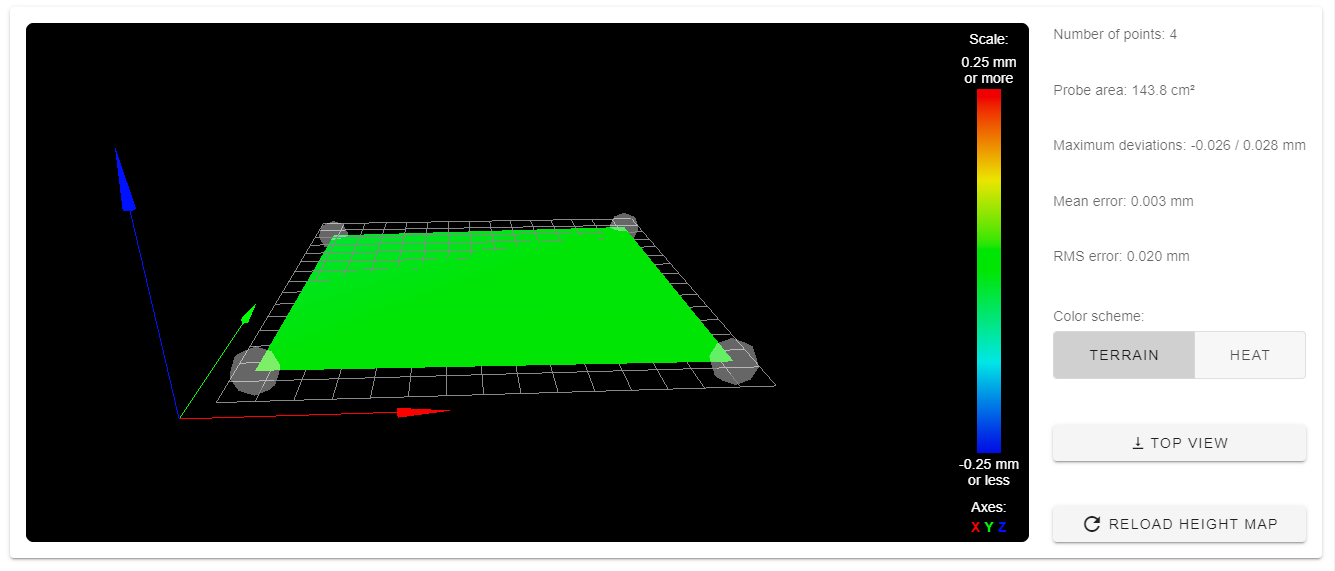 Scale:
0.25 mm
or more
-0.25 mm
or less
Axes:
X Y Z
Number of points: 4
Probe area: 143.8 cm²
Maximum deviations: -0.026 / 0.028 mm
Mean error: 0.003 mm
RMS error: 0.020 mm
Color scheme:
TERRAIN HEAT
TOP VIEW
RELOAD HEIGHT MAP